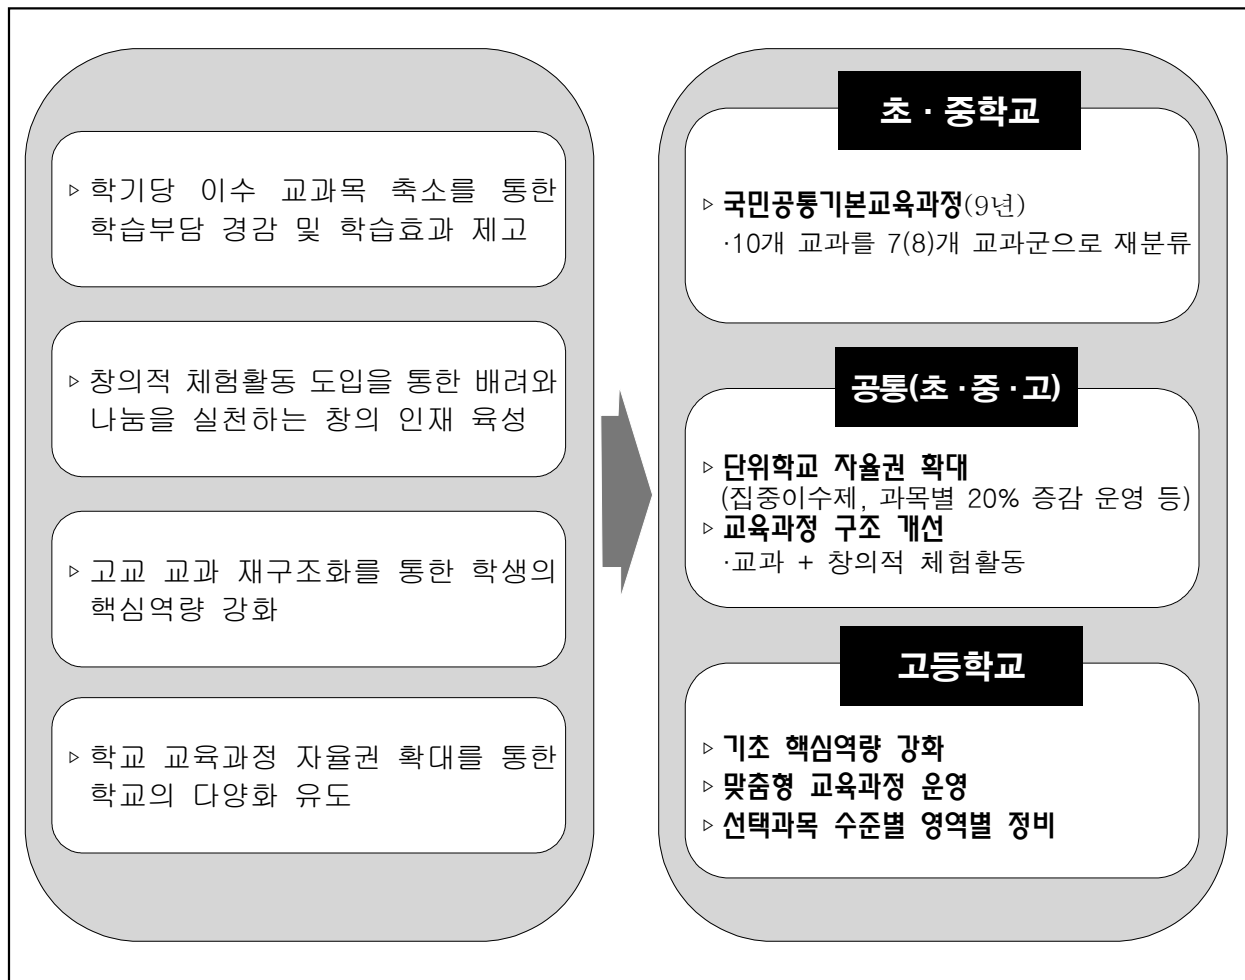 ▷ 학기당 이수 교과목 축소를 통한
학습부담 경감 및 학습효과 제고
▷ 창의적 체험활동 도입을 통한 배려와
나눔을 실천하는 창의 인재 육성
▷ 고교 교과 재구조화를 통한 학생의
핵심역량 강화
▷ 학교 교육과정 자율권 확대를 통한
학교의 다양화 유도
초 · 중학교
▷ 국민공통기본교육과정(9년)
·10개 교과를 7(8)개 교과군으로 재분류
공통(초 · 중 · 고)
▷ 단위학교 자율권 확대
(집중이수제, 과목별 20% 증감 운영 등)
▷ 교육과정 구조 개선
·교과 + 창의적 체험활동
고등학교
▷ 기초 핵심역량 강화
▷ 맞춤형 교육과정 운영
▷ 선택과목 수준별 영역별 정비